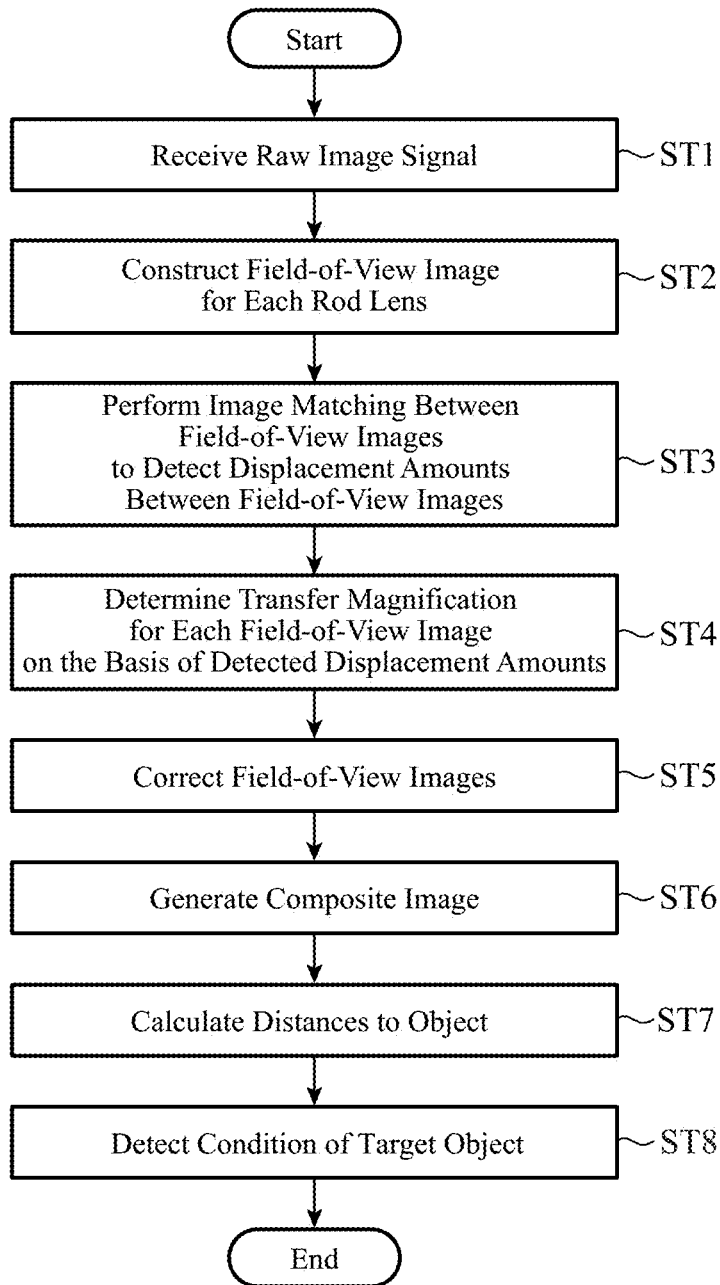 Start
Receive Raw Image Signal
ST1
Construct Field-of-View Image
for Each Rod Lens
ST2
Perform Image Matching Between
Field-of-View Images
to Detect Displacement Amounts
Between Field-of-View Images
ST3
Determine Transfer Magnification
for Each Field-of-View Image
on the Basis of Detected Displacement Amounts
ST4
Correct Field-of-View Images
ST5
Generate Composite Image
ST6
Calculate Distances to Object
ST7
Detect Condition of Target Object
ST8
End